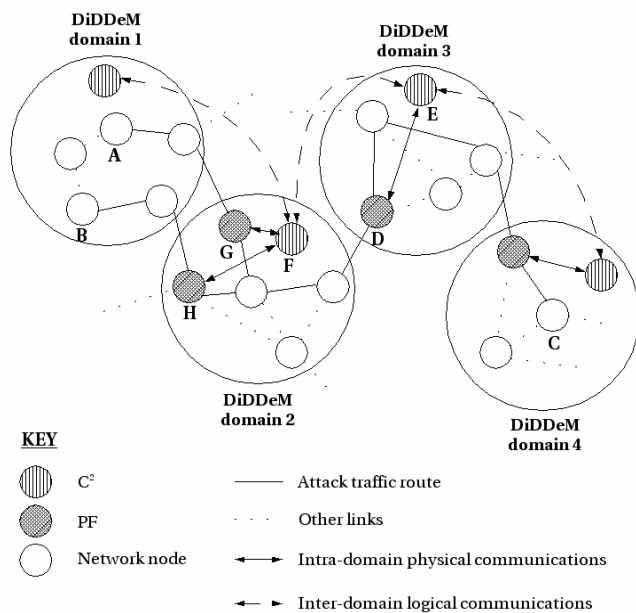 DiDDeM
domain 1
DiDDeM
domain 3
E
A
B
G
F
D
H
C
DiDDeM
domain 2
DiDDeM
domain 4
KEY
C²
Attack traffic route
PF
Other links
Network node
Intra-domain physical communications
Inter-domain logical communications